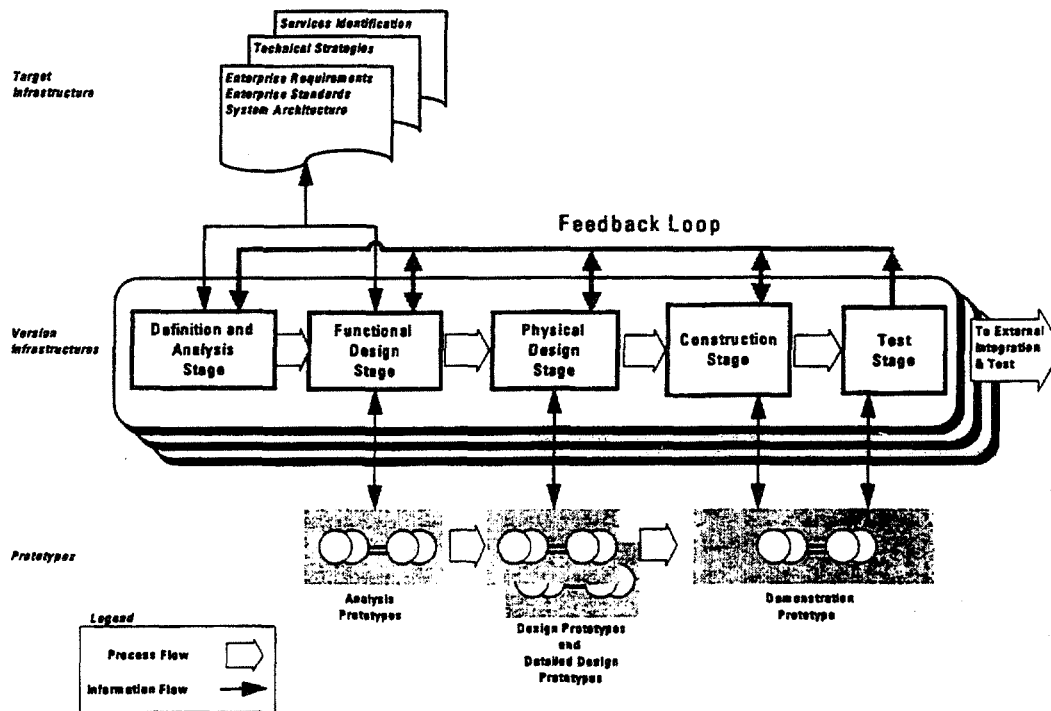 Services Identification
Technical Strategies
Enterprise Requirements
Enterprise Standards
System Architecture
Target
Infrastructure
Feedback Loop
Version
Infrastructures
Definition and
Analysis
Stage
Functional
Design
Stage
Physical
Design
Stage
Construction
Stage
Test
Stage
To External
Integration
& Test
Prototypes
Analysis
Prototypes
Design Prototypes
and
Detailed Design
Prototypes
Demonstration
Prototype
Legend
Process Flow
Information Flow